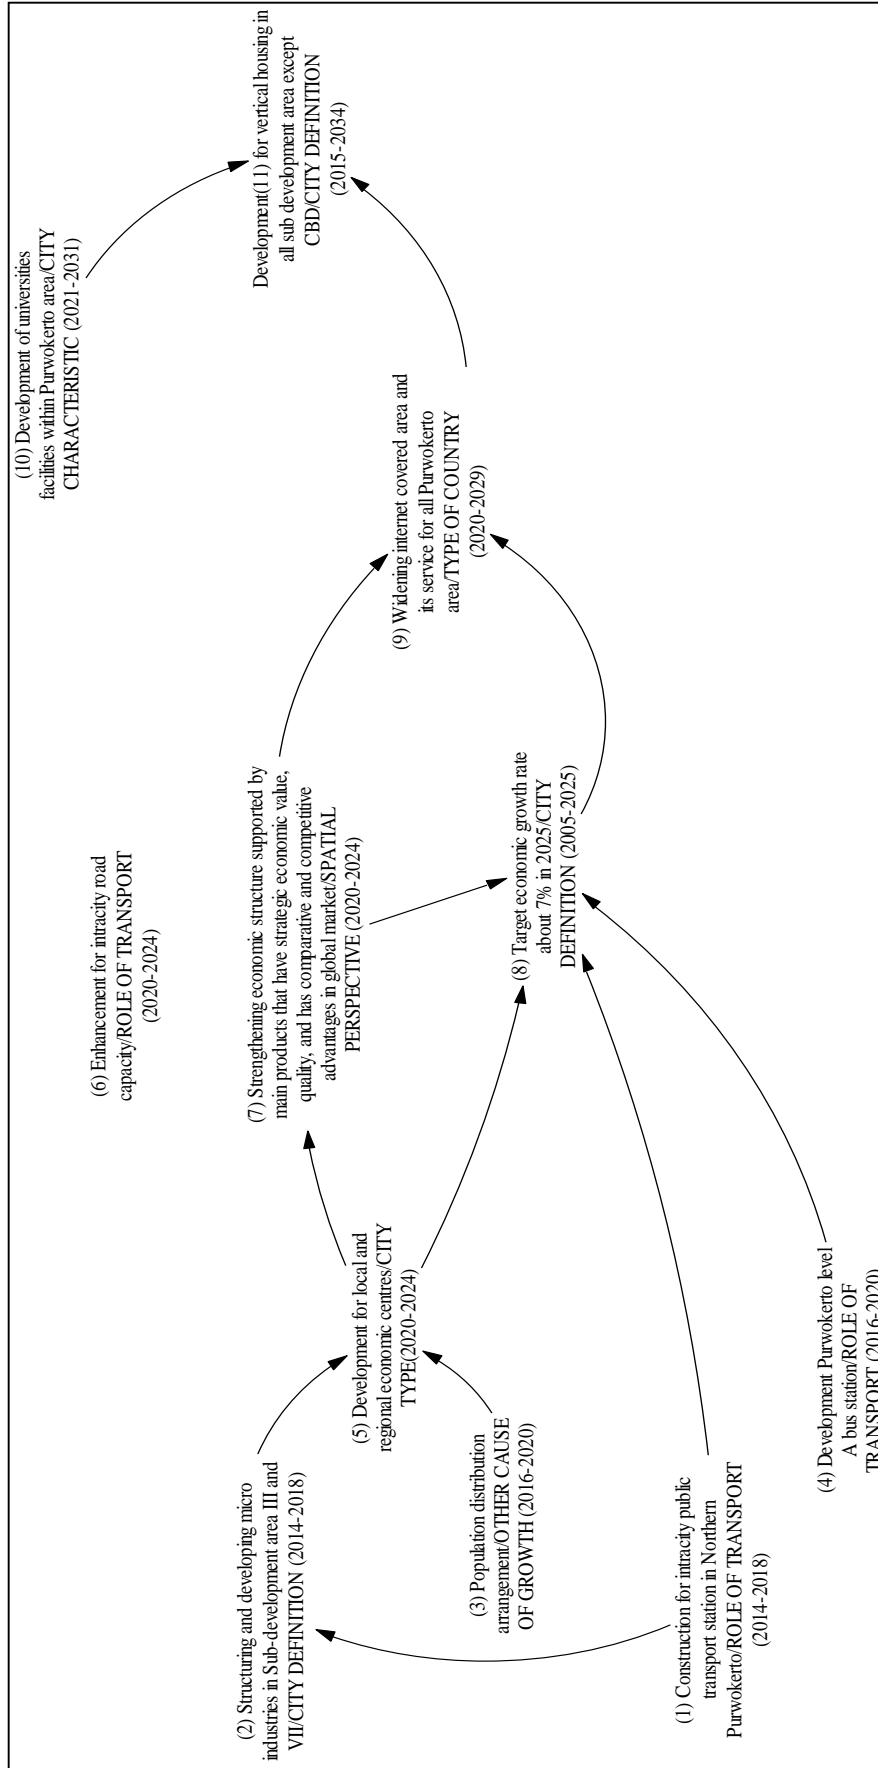 (10) Development of universities
facilities within Purwokerto area/CITY
CHARACTERISTIC (2021-2031)
Development(11) for vertical housing in
all sub development area except
CBD/CITY DEFINITION
(2015-2034)
(9) Widening internet covered area and
its service for all Purwokerto
area/TYPE OF COUNTRY
(2020-2029)
(6) Enhancement for intracity road
capacity/ROLE OF TRANSPORT
(2020-2024)
(7) Strengthening economic structure supported by
main products that have strategic economic value,
quality, and has comparative and competitive
advantages in global market/SPATIAL
PERSPECTIVE (2020-2024)
(8) Target economic growth rate
about 7% in 2025/CITY
DEFINITION (2005-2025)
(5) Development for local and
regional economic centres/CITY
TYPE(2020-2024)
(2) Structuring and developing micro
industries in Sub-development area III and
VII/CITY DEFINITION (2014-2018)
(3) Population distribution
arrangement/OTHER CAUSE
OF GROWTH (2016-2020)
(1) Construction for intracity public
transport station in Northern
Purwokerto/ROLE OF TRANSPORT
(2014-2018)
(4) Development Purwokerto level
A bus station/ROLE OF
TRANSPORT (2016-2020)